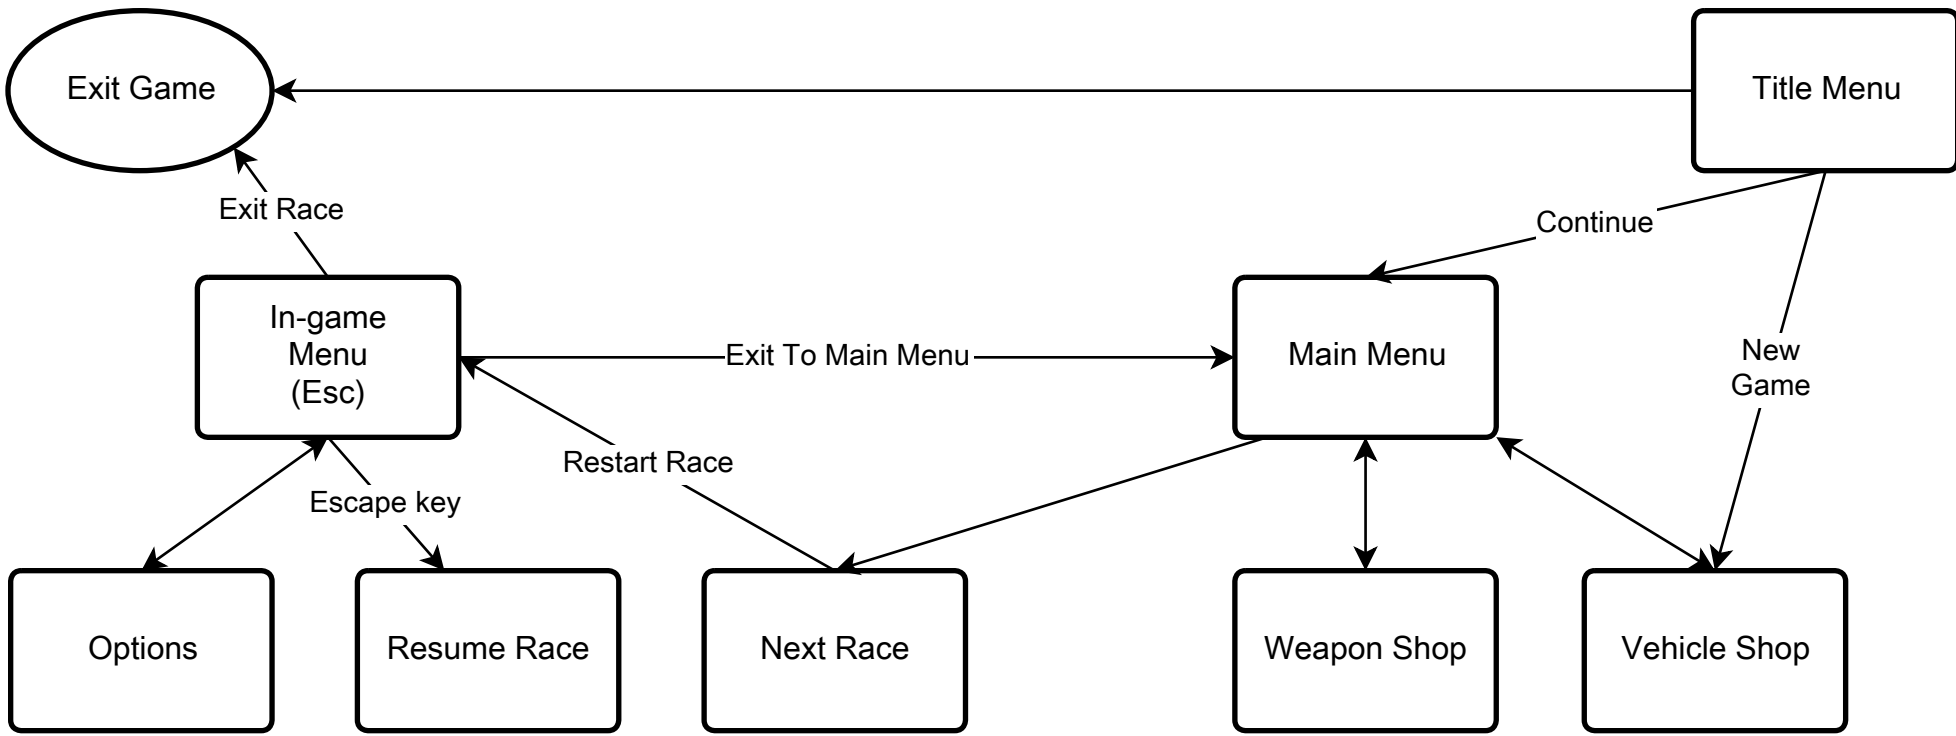 Exit Game
Title Menu
Exit Race
Continue
In-game
Menu
(Esc)
Exit To Main Menu
Main Menu
New
Game
Restart Race
Escape key
Options
Resume Race
Next Race
Weapon Shop
Vehicle Shop